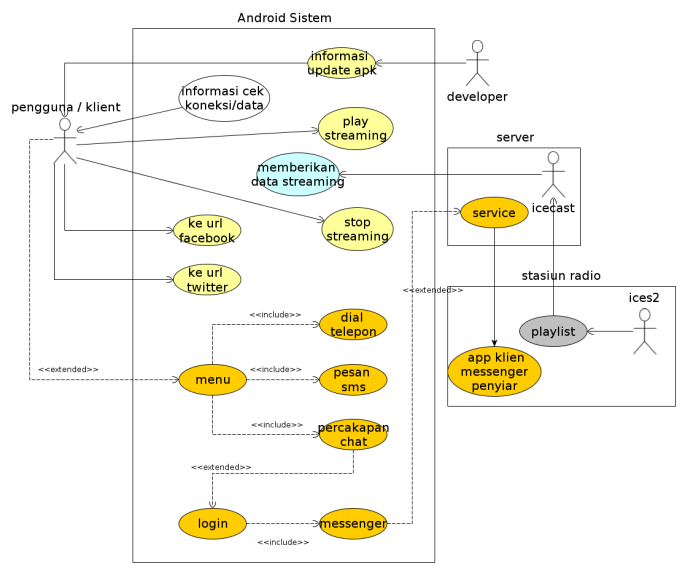 Android Sistem
informasi
update apk
developer
informasi cek
koneksi/data
pengguna / klient
play
streaming
server
memberikan
data streaming
icecast
service
stop
streaming
ke url
facebook
ke url
twitter
stasiun radio
<<extended>>
ices2
<<include>>
dial
telepon
playlist
<<extended>>
menu
<<include>>
pesan
sms
app klien
messenger
penyiar
<<include>>
percakapan
chat
<<extended>>
login
messenger
<<include>>